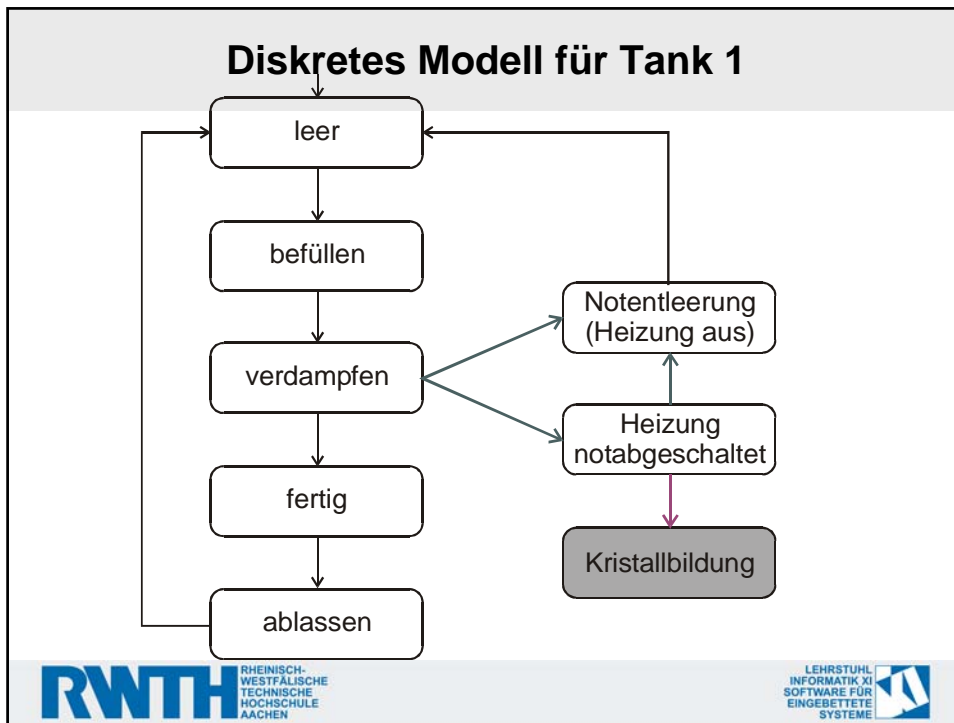 Diskretes Modell für Tank 1
leer
befüllen
verdampfen
fertig
ablassen
Notentleerung
(Heizung aus)
Heizung
notabgeschaltet
Kristallbildung
RWTH
RHEINISCH-
WESTFÄLISCHE
TECHNISCHE
HOCHSCHULE
AACHEN
LEHRSTUHL
INFORMATIK XI
SOFTWARE FÜR
EINGEBETTETE
SYSTEME